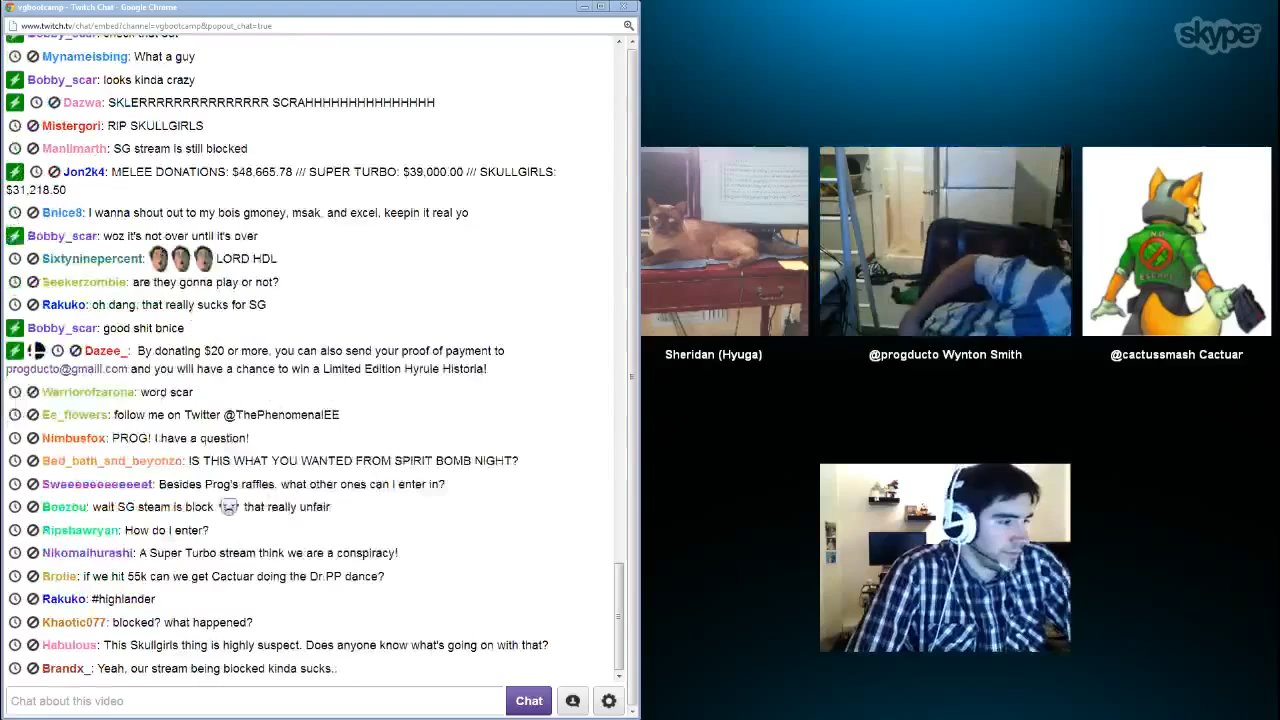 vgbootcamp - Twitch Chat - Google Chrome
www.twitch.tv/chat/embed?channel=vgbootcamp&popout_chat=true
Bobby_scar: check that out
Mynameisbing: What a guy
Bobby_scar: looks kinda crazy
Dazwa: SKLERRRRRRRRRRRRRRR SCRAHHHHHHHHHHHHHHH
Mistergori: RIP SKULLGIRLS
Manlimarth: SG stream is still blocked
Jon2k4: MELEE DONATIONS: $48,665.78 /// SUPER TURBO: $39,000.00 /// SKULLGIRLS:
$31,218.50
Bnice8: I wanna shout out to my bois gmoney, msak, and excel, keepin it real yo
Bobby_scar: woz it's not over until it's over
Sixtyninepercent: LORD HDL
Seekerzombie: are they gonna play or not?
Rakuko: oh dang, that really sucks for SG
Bobby_scar: good shit bnice
Dazee_: By donating $20 or more, you can also send your proof of payment to
progducto@gmaill.com and you will have a chance to win a Limited Edition Hyrule Historia!
Warriorofzarona: word scar
Ee_flowers: follow me on Twitter @ThePhenomenalEE
Nimbusfox: PROG! I have a question!
Bed_bath_and_beyonzo: IS THIS WHAT YOU WANTED FROM SPIRIT BOMB NIGHT?
Besides Prog's raffles, what other ones can I enter in?
Boezou: wait SG steam is block that really unfair
Ripshawryan: How do I enter?
Nikomaihurashi: A Super Turbo stream think we are a conspiracy!
Brolie: if we hit 55k can we get Cactuar doing the Dr.PP dance?
Rakuko: #highlander
Khaotic077: blocked? what happened?
Habulous: This Skullgirls thing is highly suspect. Does anyone know what's going on with that?
Brandx_: Yeah, our stream being blocked kinda sucks..
Chat about this video
Chat
skype
NO
Sheridan (Hyuga)
@progducto Wynton Smith
@cactussmash Cactuar